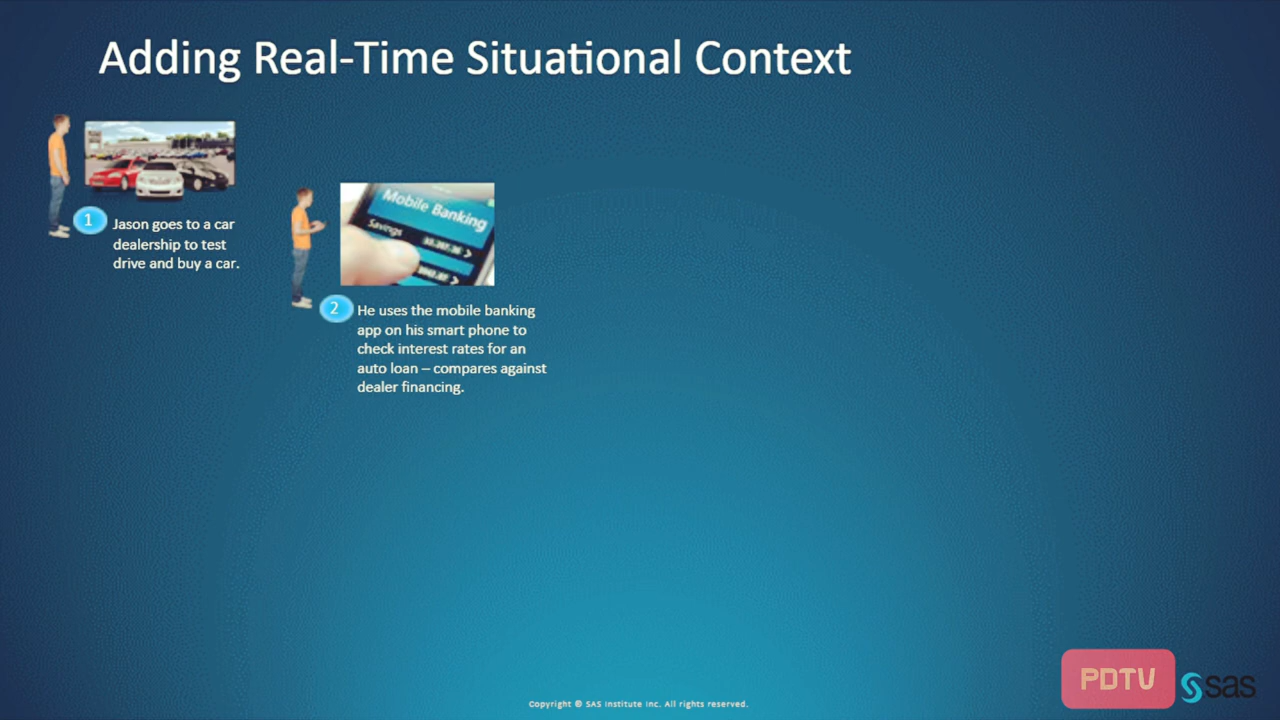 Adding Real-Time Situational Context
1
Jason goes to a car
dealership to test
drive and buy a car.
Mobile Banking
Savings
2
He uses the mobile banking
app on his smart phone to
check interest rates for an
auto loan – compares against
dealer financing.
PDTV
sas
Copyright © SAS Institute Inc. All rights reserved.